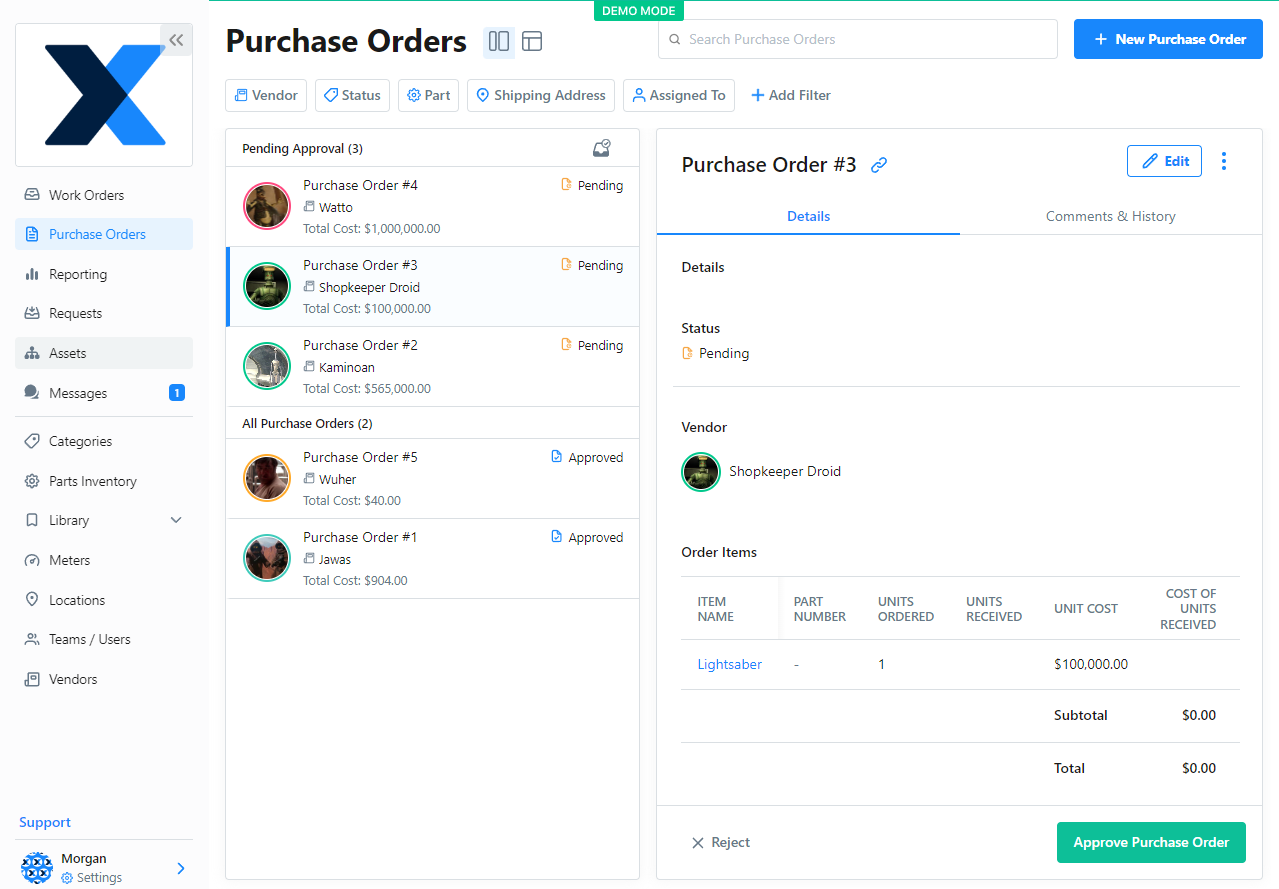 DEMO MODE
Purchase Orders
Search Purchase Orders
New Purchase Order
Vendor
Status
Part
Shipping Address
Assigned To
Add Filter
Work Orders
Purchase Orders
Reporting
Requests
Assets
Messages
1
Categories
Parts Inventory
Library
Meters
Locations
Teams / Users
Vendors
Support
Morgan
Settings
Pending Approval (3)
Purchase Order #4
Pending
Watto
Total Cost: $1,000,000.00
Purchase Order #3
Pending
Shopkeeper Droid
Total Cost: $100,000.00
Purchase Order #2
Pending
Kaminoan
Total Cost: $565,000.00
All Purchase Orders (2)
Purchase Order #5
Approved
Wuher
Total Cost: $40.00
Purchase Order #1
Approved
Jawas
Total Cost: $904.00
Purchase Order #3
Edit
Details
Comments & History
Details
Status
Pending
Vendor
Shopkeeper Droid
Order Items
ITEM NAME
PART NUMBER
UNITS ORDERED
UNITS RECEIVED
UNIT COST
COST OF UNITS RECEIVED
Lightsaber
-
1
$100,000.00
Subtotal
$0.00
Total
$0.00
Reject
Approve Purchase Order